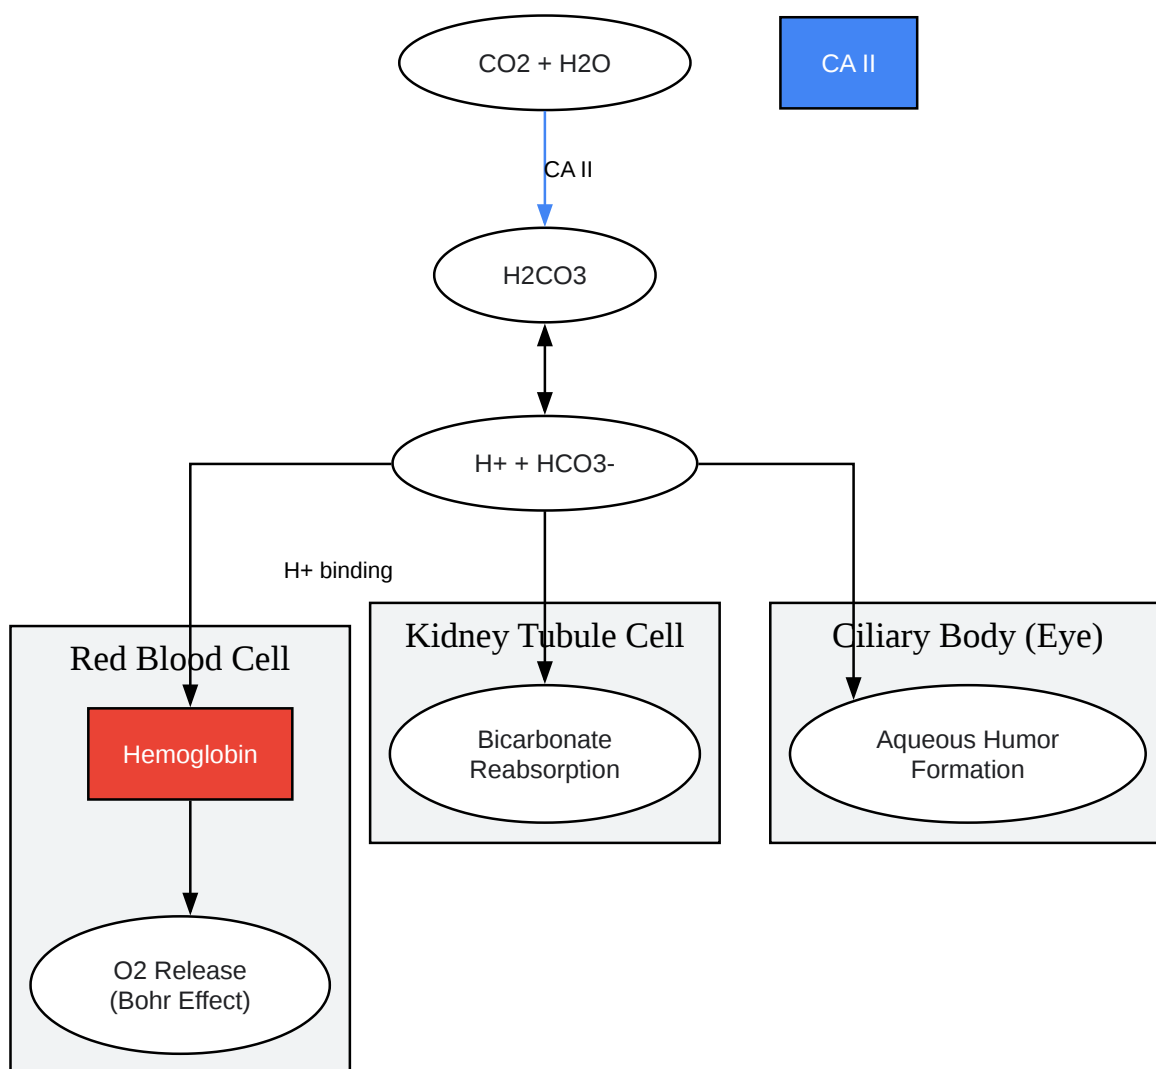 CO2 + H2O
CA II
CA II
H2CO3
H+ + HCO3-
H+ binding
Red Blood Cell
Kidney Tubule Cell
Ciliary Body (Eye)
Hemoglobin
Bicarbonate
Reabsorption
Aqueous Humor
Formation
O2 Release
(Bohr Effect)